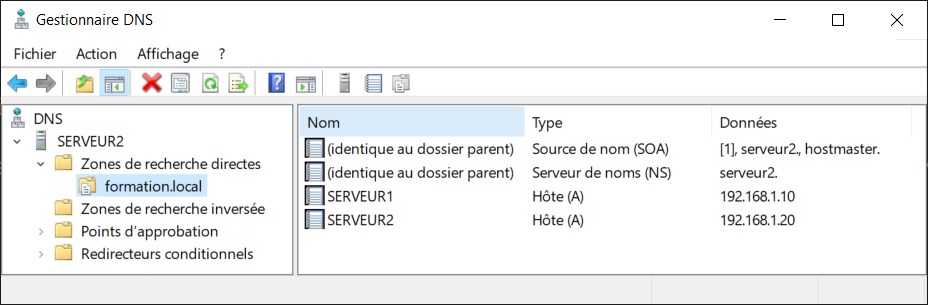 Gestionnaire DNS
Fichier Action Affichage ?
DNS
SERVEUR2
Zones de recherche directes
formation.local
Zones de recherche inversée
Points d’approbation
Redirecteurs conditionnels
Nom Type Données
(identique au dossier parent) Source de nom (SOA) [1], serveur2., hostmaster.
(identique au dossier parent) Serveur de noms (NS) serveur2.
SERVEUR1 Hôte (A) 192.168.1.10
SERVEUR2 Hôte (A) 192.168.1.20